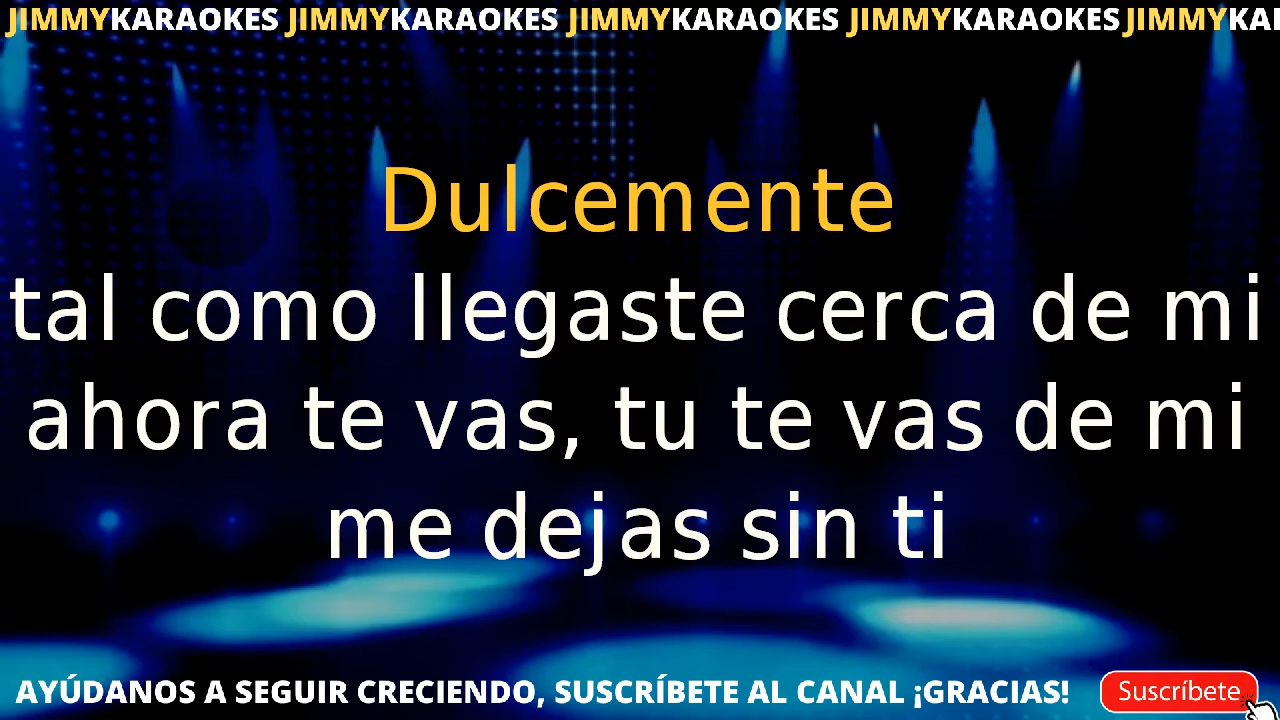 JIMMYKARAOKES JIMMYKARAOKES JIMMYKARAOKES JIMMYKARAOKES JIMMYKA
Dulcemente
tal como llegaste cerca de mi
ahora te vas, tu te vas de mi
me dejas sin ti
AYÚDANOS A SEGUIR CRECIENDO, SUSCRÍBETE AL CANAL ¡GRACIAS! Suscríbete